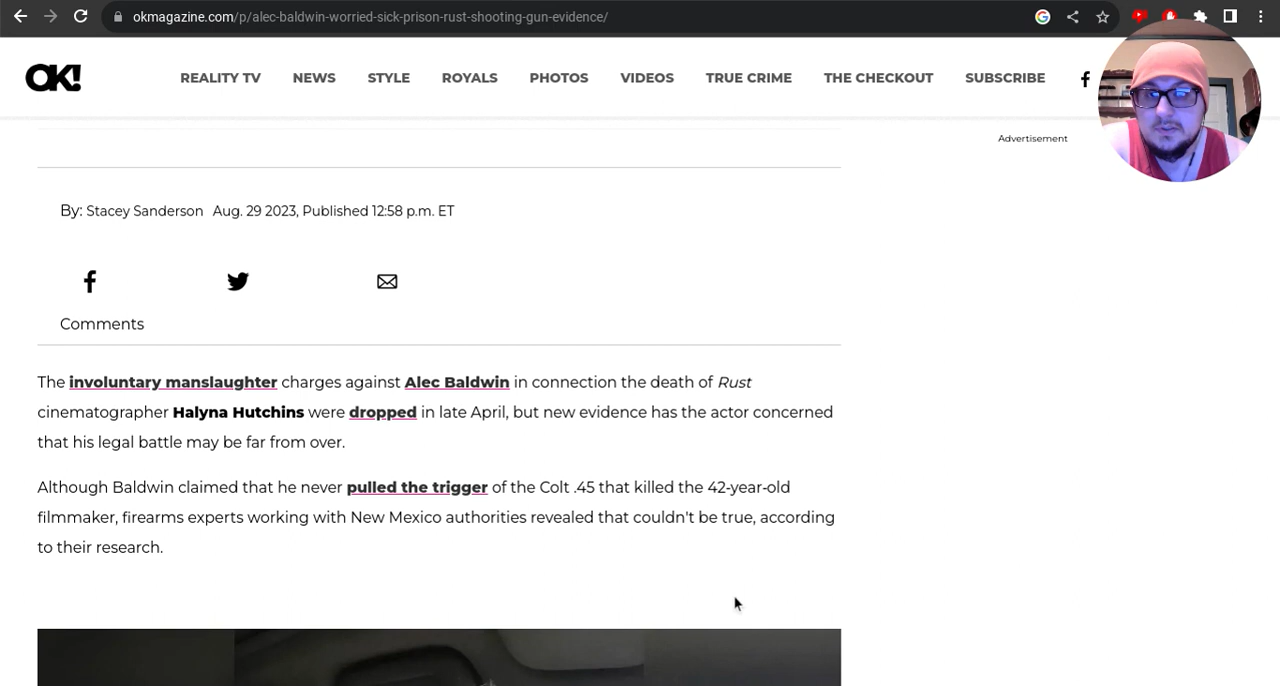 okmagazine.com/p/alec-baldwin-worried-sick-prison-rust-shooting-gun-evidence/
OK!
REALITY TV NEWS STYLE ROYALS PHOTOS VIDEOS TRUE CRIME THE CHECKOUT SUBSCRIBE
Advertisement
By: Stacey Sanderson Aug. 29 2023, Published 12:58 p.m. ET
Comments
The involuntary manslaughter charges against Alec Baldwin in connection the death of Rust
cinematographer Halyna Hutchins were dropped in late April, but new evidence has the actor concerned
that his legal battle may be far from over.
Although Baldwin claimed that he never pulled the trigger of the Colt .45 that killed the 42-year-old
filmmaker, firearms experts working with New Mexico authorities revealed that couldn't be true, according
to their research.